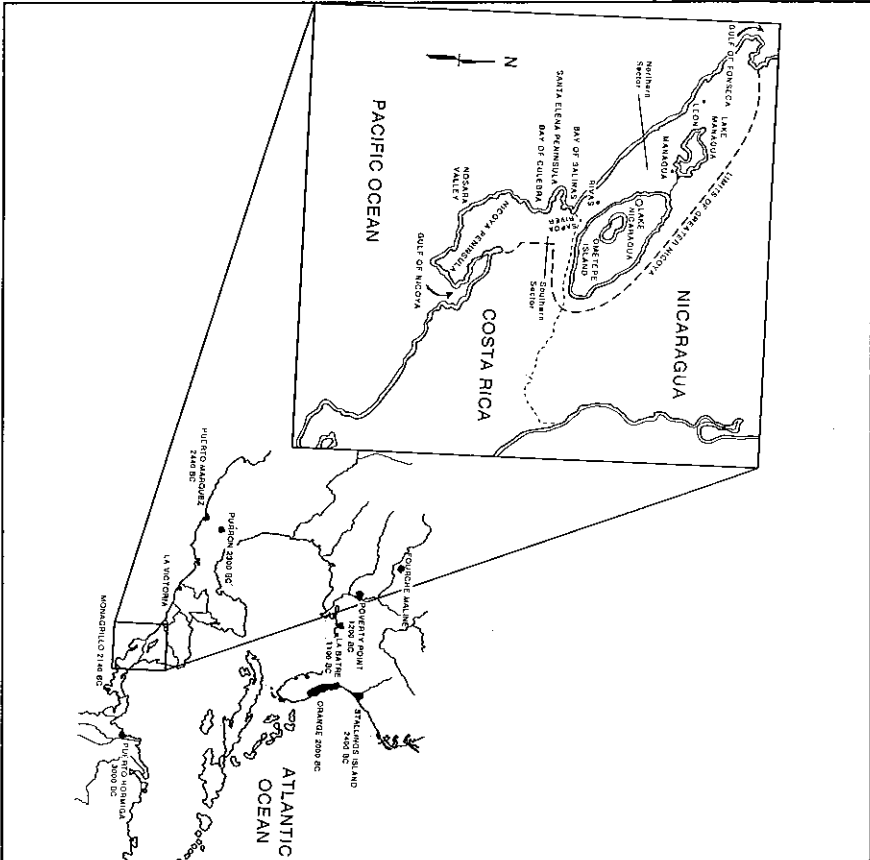 GULF OF FONSECA
LAKE
MANAGUA
LEON
MANAGUA
Northern
Sector
LIMITS OF GREATER NICOYA
NICARAGUA
RIVAS
LAKE
NICARAGUA
OMETEPE
ISLAND
BAY OF SALINAS
SANTA ELENA PENINSULA
BAY OF CULEBRA
Southern
Sector
N
PACIFIC OCEAN
NOSARA
VALLEY
NICOYA PENINSULA
GULF OF NICOYA
COSTA RICA
FOURCHE MALINE
POVERTY POINT
1200 BC
LA BATRE
1100 BC
STALLINGS ISLAND
2400 BC
ORANGE 2000 BC
ATLANTIC
OCEAN
PUERTO MARQUEZ
2440 BC
PURRON 2300 BC
LA VICTORIA
MONAGRILLO 2140 BC
PUERTO HORMIGA
3000 BC